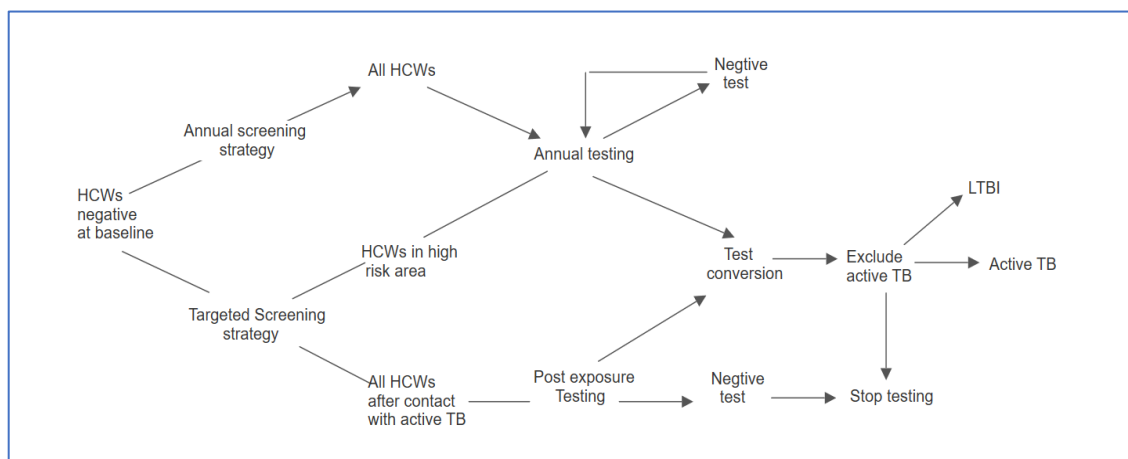 All HCWs
Negtive
test
Annual screening
strategy
Annual testing
HCWs
negative
at baseline
LTBI
HCWs in high
risk area
Test
conversion
Exclude
active TB
Active TB
Targeted Screening
strategy
All HCWs
after contact
with active TB
Post exposure
Testing
Negtive
test
Stop testing